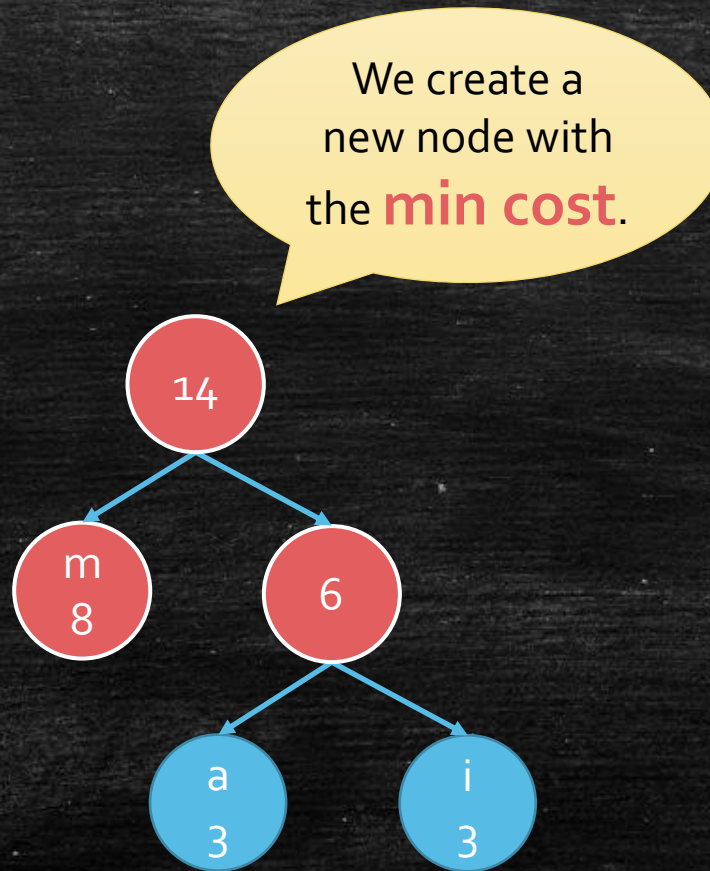 We create a
new node with
the min cost.
14
m
8
6
a
3
i
3